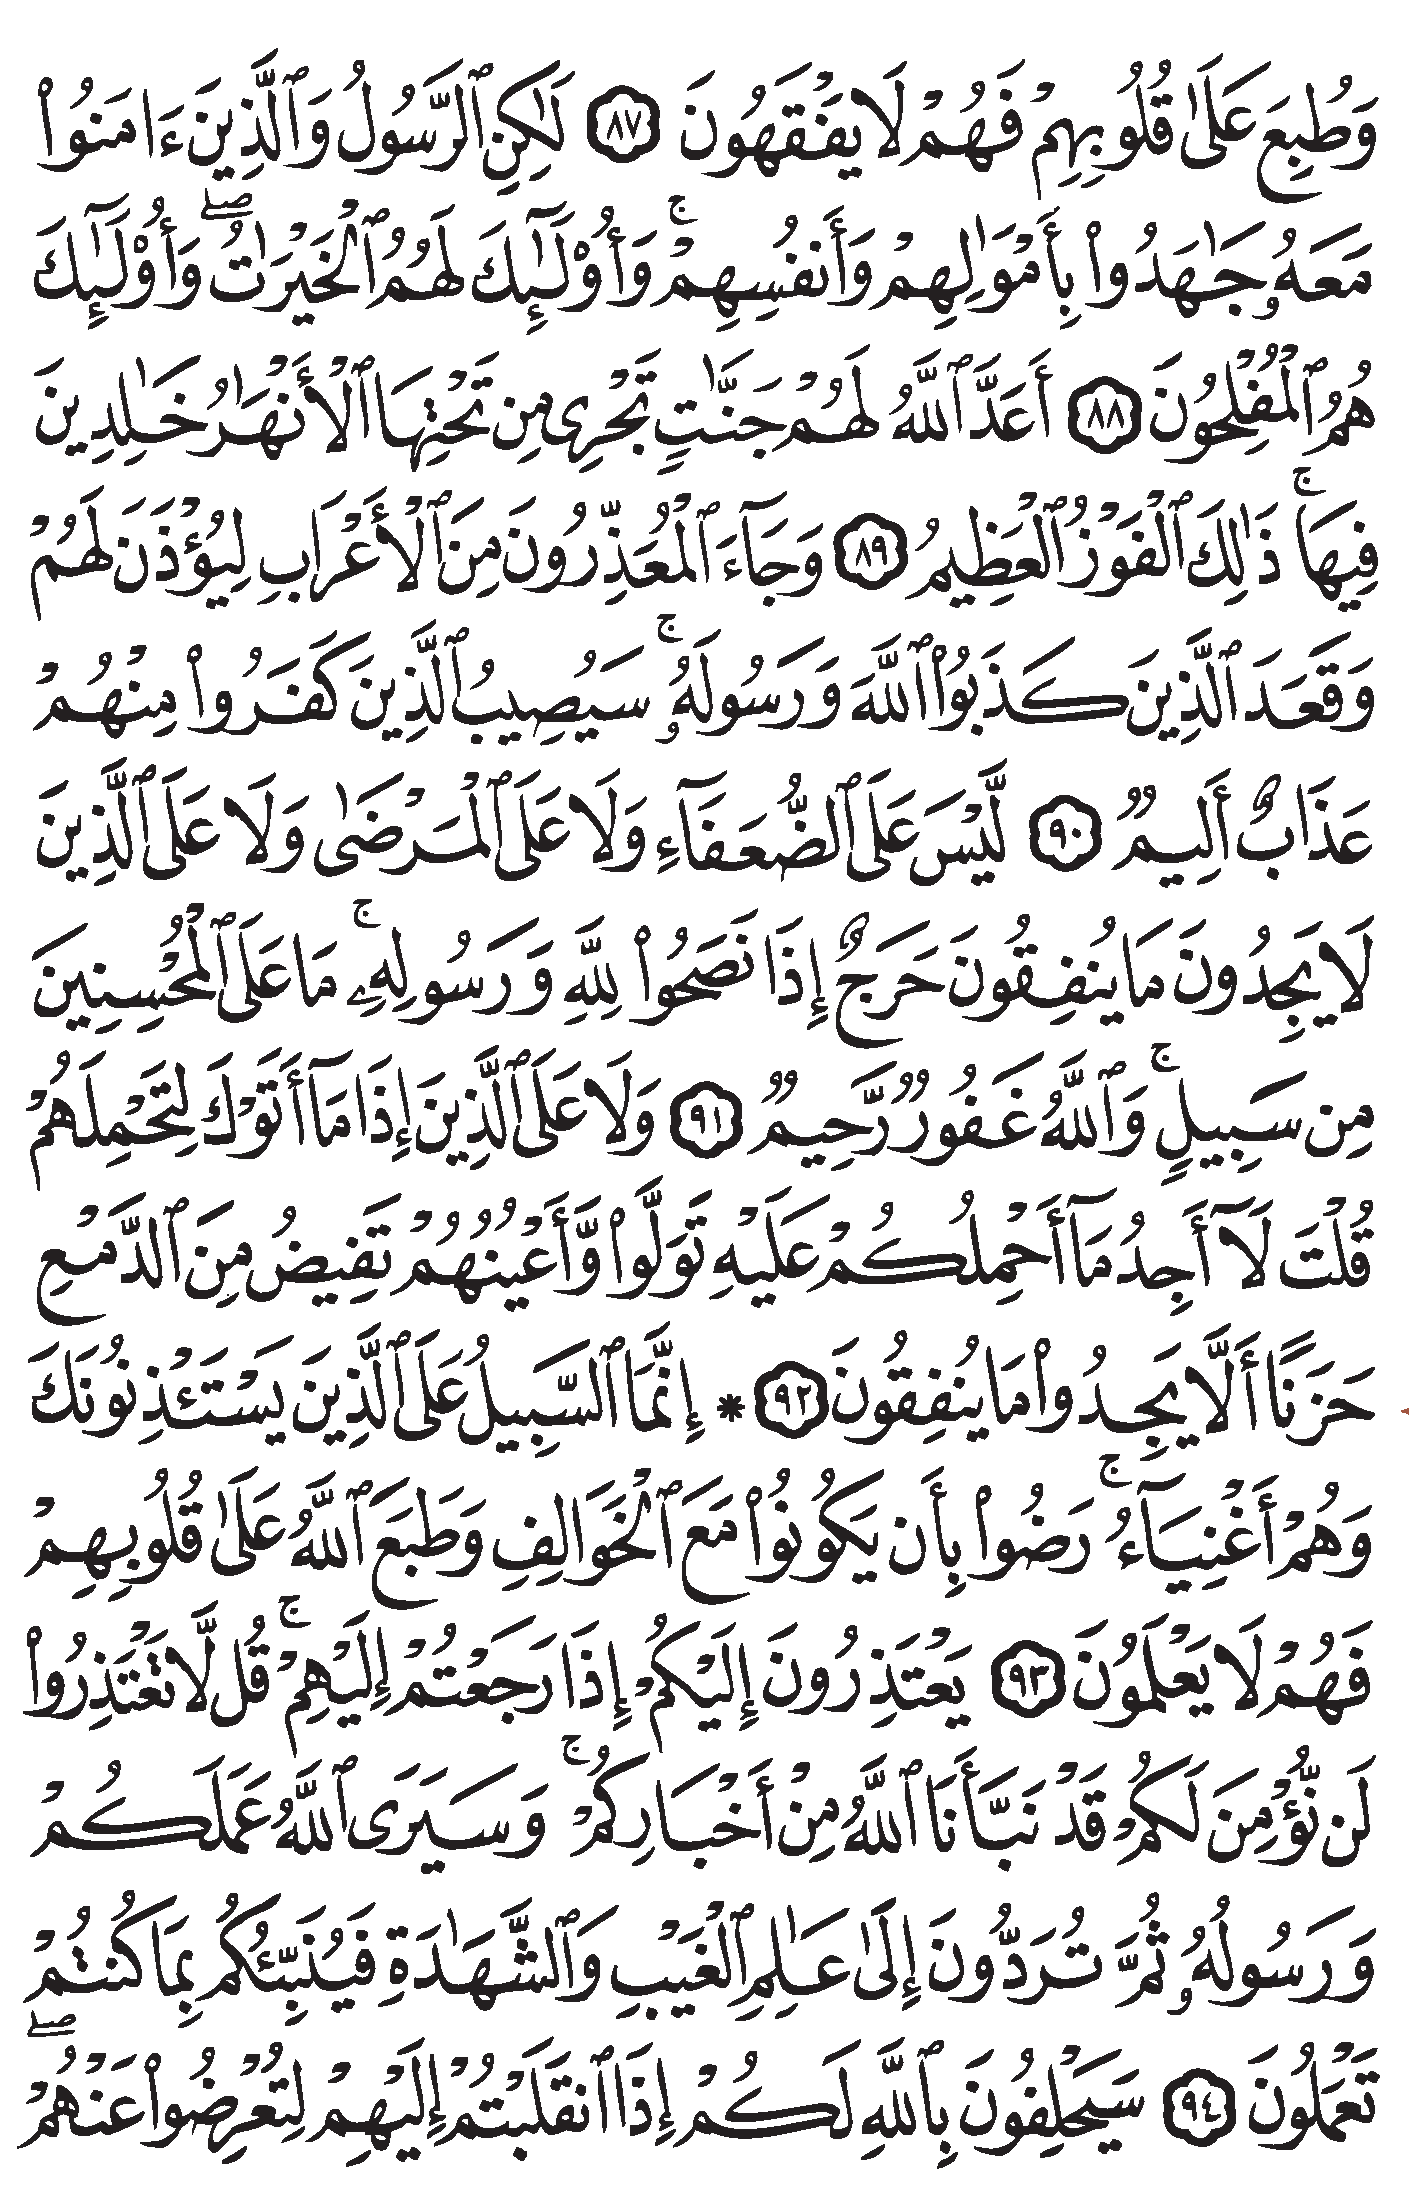 وَطُبِعَ عَلَىٰ قُلُوبِهِمْ فَهُمْ لَا يَفْقَهُونَ ٨٧ لَٰكِنِ ٱلرَّسُولُ وَٱلَّذِينَ ءَامَنُوا۟
مَعَهُۥ جَٰهَدُوا۟ بِأَمْوَٰلِهِمْ وَأَنفُسِهِمْ ۚ وَأُو۟لَٰٓئِكَ لَهُمُ ٱلْخَيْرَٰتُ ۖ وَأُو۟لَٰٓئِكَ
هُمُ ٱلْمُفْلِحُونَ ٨٨ أَعَدَّ ٱللَّهُ لَهُمْ جَنَّٰتٍ تَجْرِى مِن تَحْتِهَا ٱلْأَنْهَٰرُ خَٰلِدِينَ
فِيهَا ۚ ذَٰلِكَ ٱلْفَوْزُ ٱلْعَظِيمُ ٨٩ وَجَآءَ ٱلْمُعَذِّرُونَ مِنَ ٱلْأَعْرَابِ لِيُؤْذَنَ لَهُمْ
وَقَعَدَ ٱلَّذِينَ كَذَبُوا۟ ٱللَّهَ وَرَسُولَهُۥ ۚ سَيُصِيبُ ٱلَّذِينَ كَفَرُوا۟ مِنْهُمْ
عَذَابٌ أَلِيمٌ ٩٠ لَّيْسَ عَلَى ٱلضُّعَفَآءِ وَلَا عَلَى ٱلْمَرْضَىٰ وَلَا عَلَى ٱلَّذِينَ
لَا يَجِدُونَ مَا يُنفِقُونَ حَرَجٌ إِذَا نَصَحُوا۟ لِلَّهِ وَرَسُولِهِۦ ۚ مَا عَلَى ٱلْمُحْسِنِينَ
مِن سَبِيلٍ ۚ وَٱللَّهُ غَفُورٌ رَّحِيمٌ ٩١ وَلَا عَلَى ٱلَّذِينَ إِذَا مَآ أَتَوْكَ لِتَحْمِلَهُمْ
قُلْتَ لَآ أَجِدُ مَآ أَحْمِلُكُمْ عَلَيْهِ تَوَلَّوا۟ وَّأَعْيُنُهُمْ تَفِيضُ مِنَ ٱلدَّمْعِ
حَزَنًا أَلَّا يَجِدُوا۟ مَا يُنفِقُونَ ٩٢ * إِنَّمَا ٱلسَّبِيلُ عَلَى ٱلَّذِينَ يَسْتَـْٔذِنُونَكَ
وَهُمْ أَغْنِيَآءُ ۚ رَضُوا۟ بِأَن يَكُونُوا۟ مَعَ ٱلْخَوَالِفِ وَطَبَعَ ٱللَّهُ عَلَىٰ قُلُوبِهِمْ
فَهُمْ لَا يَعْلَمُونَ ٩٣ يَعْتَذِرُونَ إِلَيْكُمْ إِذَا رَجَعْتُمْ إِلَيْهِمْ ۚ قُل لَّا تَعْتَذِرُوا۟
لَن نُّؤْمِنَ لَكُمْ قَدْ نَبَّأَنَا ٱللَّهُ مِنْ أَخْبَارِكُمْ ۚ وَسَيَرَى ٱللَّهُ عَمَلَكُمْ
وَرَسُولُهُۥ ثُمَّ تُرَدُّونَ إِلَىٰ عَٰلِمِ ٱلْغَيْبِ وَٱلشَّهَٰدَةِ فَيُنَبِّئُكُم بِمَا كُنتُمْ
تَعْمَلُونَ ٩٤ سَيَحْلِفُونَ بِٱللَّهِ لَكُمْ إِذَا ٱنقَلَبْتُمْ إِلَيْهِمْ لِتُعْرِضُوا۟ عَنْهُمْ ۖ